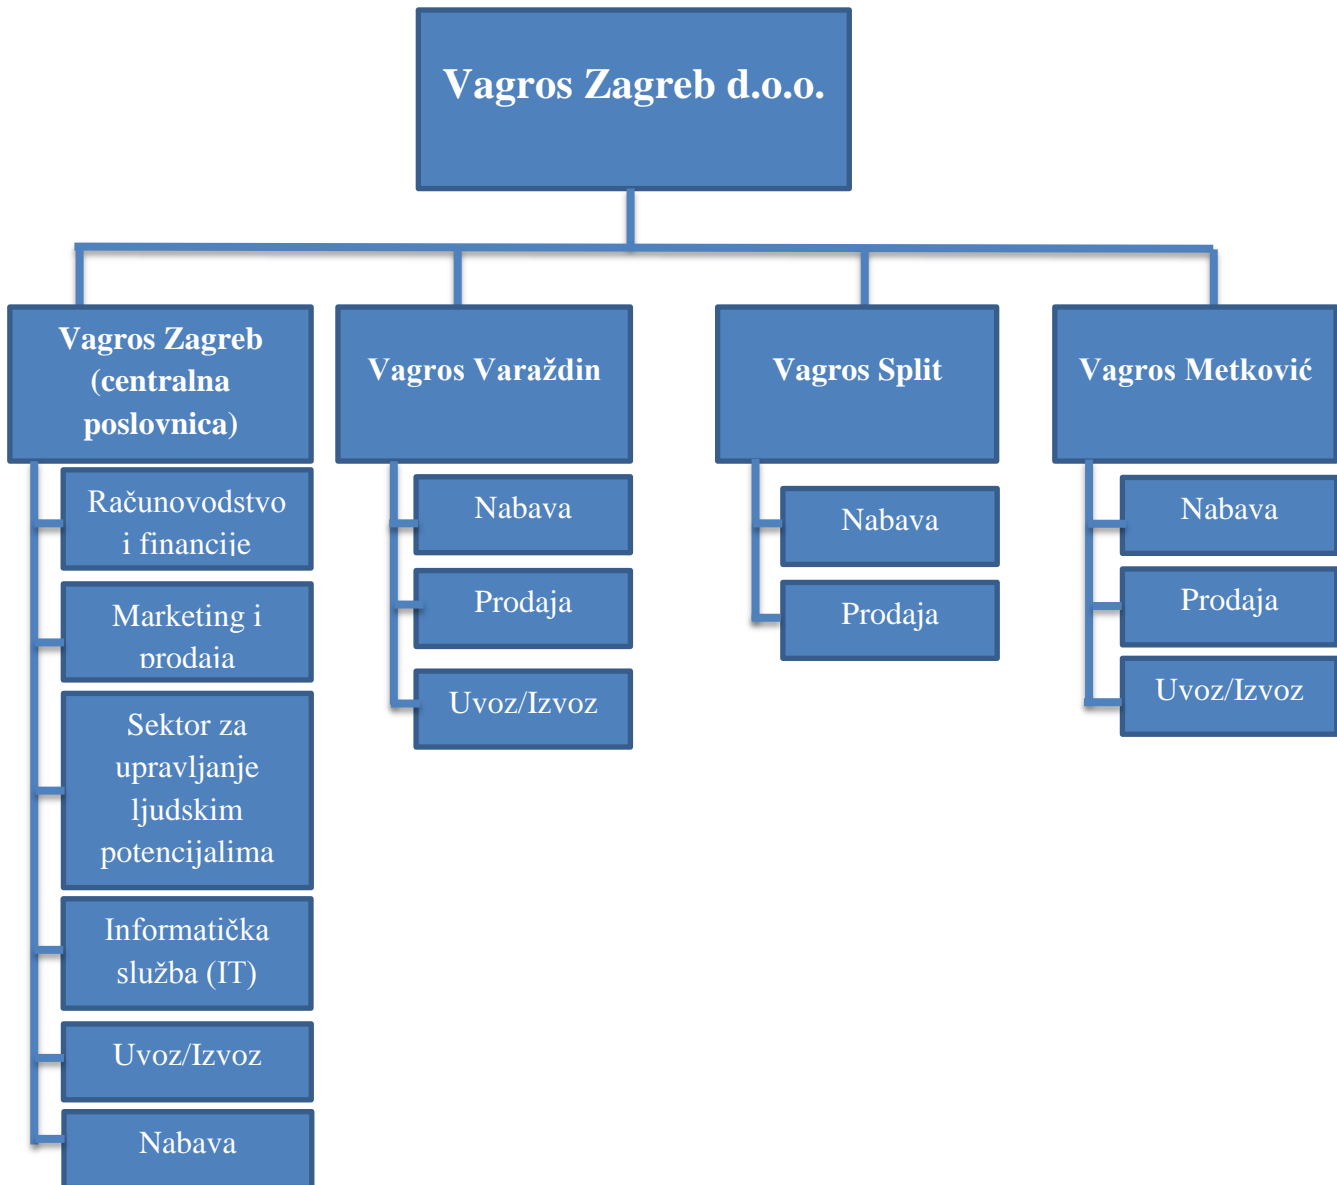 Vagros Zagreb d.o.o.
Vagros Zagreb
(centralna
poslovnica)
Računovodstvo
i financije
Marketing i
prodaja
Sektor za
upravljanje
ljudskim
potencijalima
Informatička
služba (IT)
Uvoz/Izvoz
Nabava
Vagros Varaždin
Nabava
Prodaja
Uvoz/Izvoz
Vagros Split
Nabava
Prodaja
Vagros Metković
Nabava
Prodaja
Uvoz/Izvoz